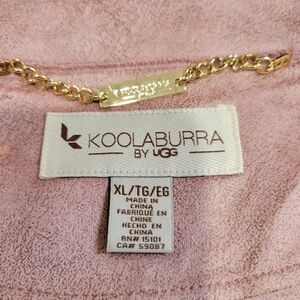 KOOLABURRA
BY UGG
XL/TG/EG
MADE IN
CHINA
FABRIQUÉ EN
CHINE
HECHO EN
CHINA
RN# 15101
CA# 59087